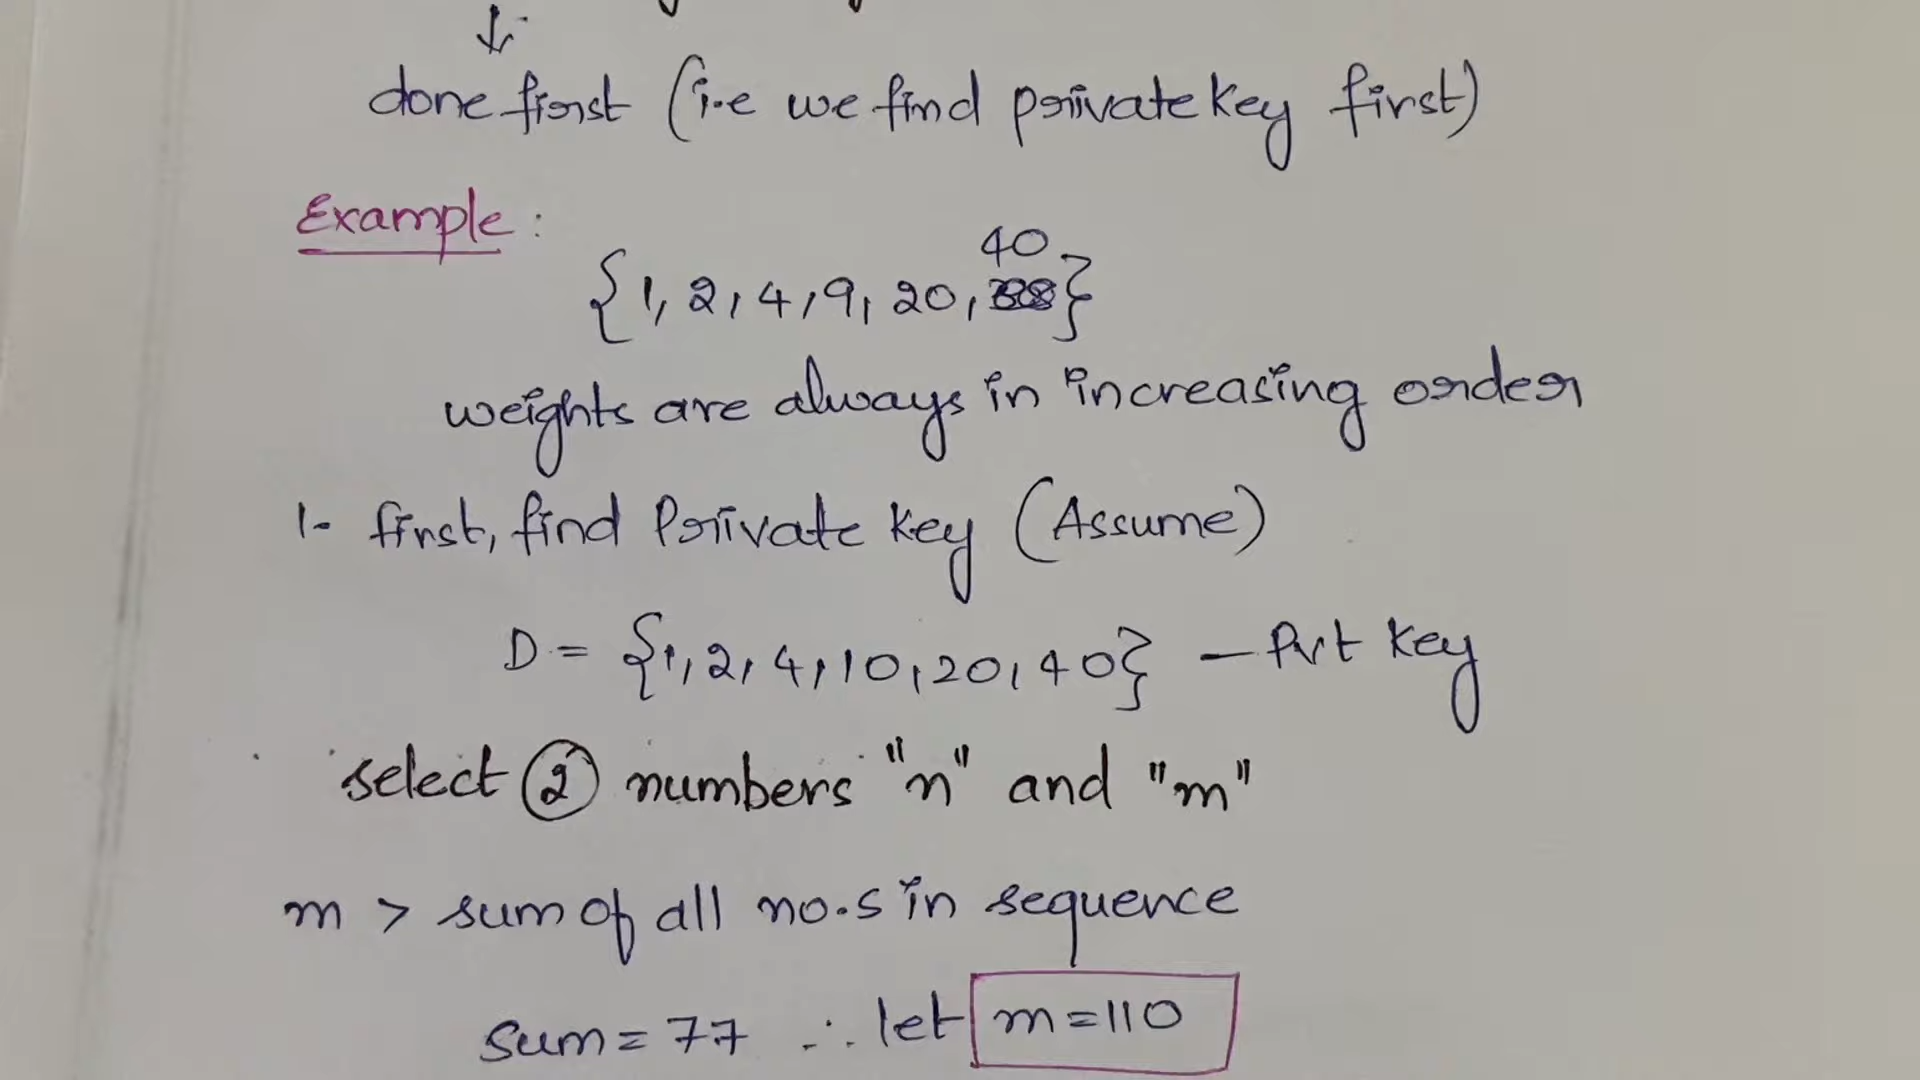 ↓
done first (i.e we find private key first)
Example :
40
{1, 2, 4, 9, 20, }
weights are always in increasing order
1- first, find Private key (Assume)
D = {1, 2, 4, 10, 20, 40} - Pvt key
select ② numbers "n" and "m"
m > sum of all no.s in sequence
sum = 77 ∴ let m = 110